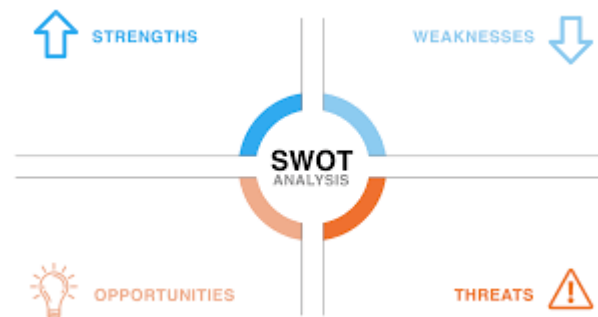 STRENGTHS
WEAKNESSES
SWOT
ANALYSIS
OPPORTUNITIES
THREATS